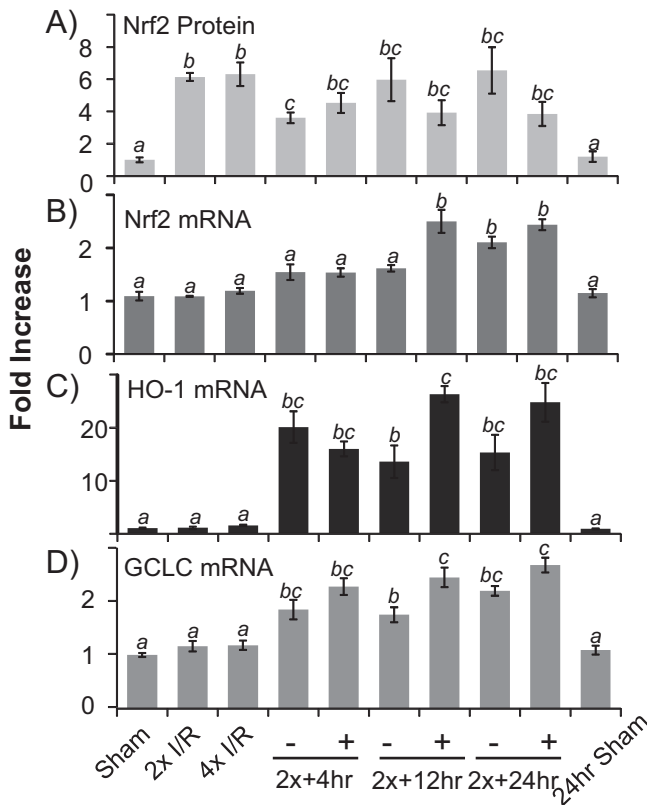 A) Nrf2 Protein
8
6
4
2
0
a b b c bc bc bc bc bc a
B) Nrf2 mRNA
2
1
0
a a a a a a b b b a
C) HO-1 mRNA
20
10
a a a bc bc b c bc bc a
D) GCLC mRNA
2
1
0
a a a bc bc b c bc c a
Fold Increase
Sham 2x I/R 4x I/R - + - + - + 24hr Sham
2x+4hr 2x+12hr 2x+24hr